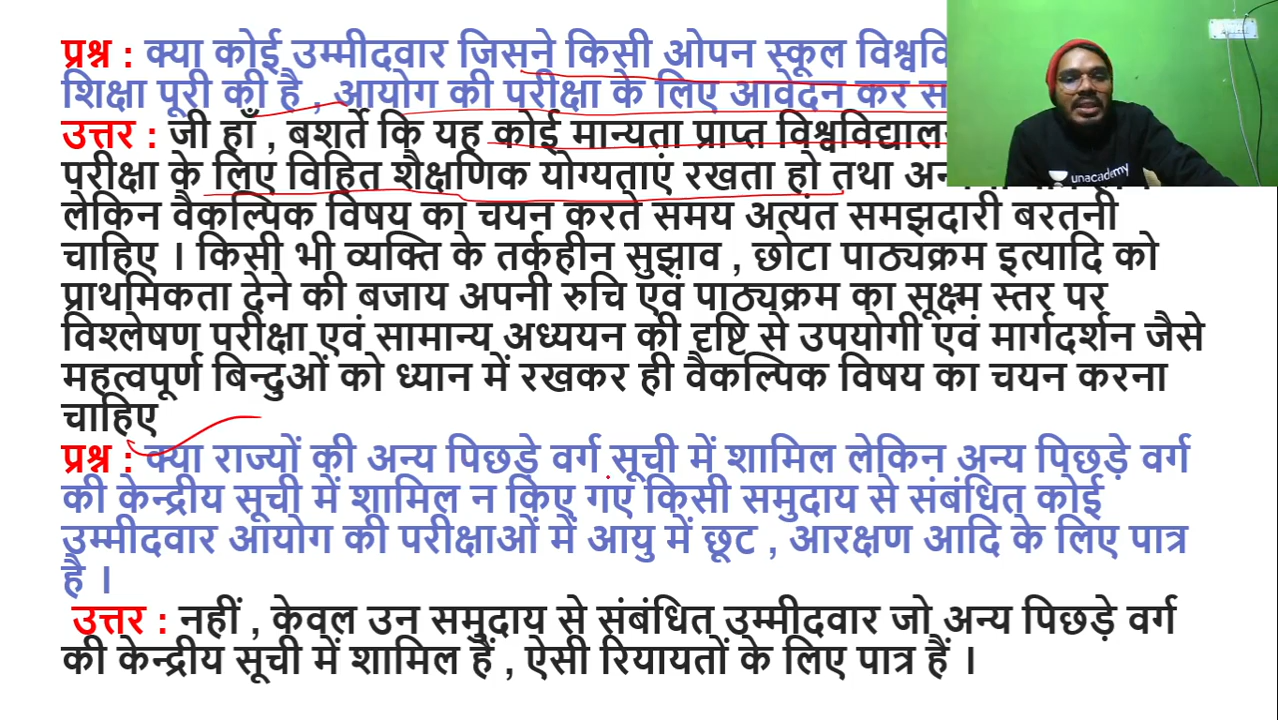 प्रश्न : क्या कोई उम्मीदवार जिसने किसी ओपन स्कूल
शिक्षा पूरी की है , आयोग की परीक्षा के लिए आवेदन कर
उत्तर : जी हाँ , बशर्ते कि यह कोई मान्यता प्राप्त
परीक्षा के लिए विहित शैक्षणिक योग्यताएं रखता हो तथा
लेकिन वैकल्पिक विषय का चयन करते समय अत्यंत समझदारी बरतनी
चाहिए । किसी भी व्यक्ति के तर्कहीन सुझाव , छोटा पाठ्यक्रम इत्यादि को
प्राथमिकता देने की बजाय अपनी रुचि एवं पाठ्यक्रम का सूक्ष्म स्तर पर
विश्लेषण परीक्षा एवं सामान्य अध्ययन की दृष्टि से उपयोगी एवं मार्गदर्शन जैसे
महत्वपूर्ण बिन्दुओं को ध्यान में रखकर ही वैकल्पिक विषय का चयन करना
चाहिए
प्रश्न : क्या राज्यों की अन्य पिछड़े वर्ग सूची में शामिल लेकिन अन्य पिछड़े वर्ग
की केन्द्रीय सूची में शामिल न किए गए किसी समुदाय से संबंधित कोई
उम्मीदवार आयोग की परीक्षाओं में आयु में छूट , आरक्षण आदि के लिए पात्र
है ।
उत्तर : नहीं , केवल उन समुदाय से संबंधित उम्मीदवार जो अन्य पिछड़े वर्ग
की केन्द्रीय सूची में शामिल हैं , ऐसी रियायतों के लिए पात्र हैं ।
unacademy